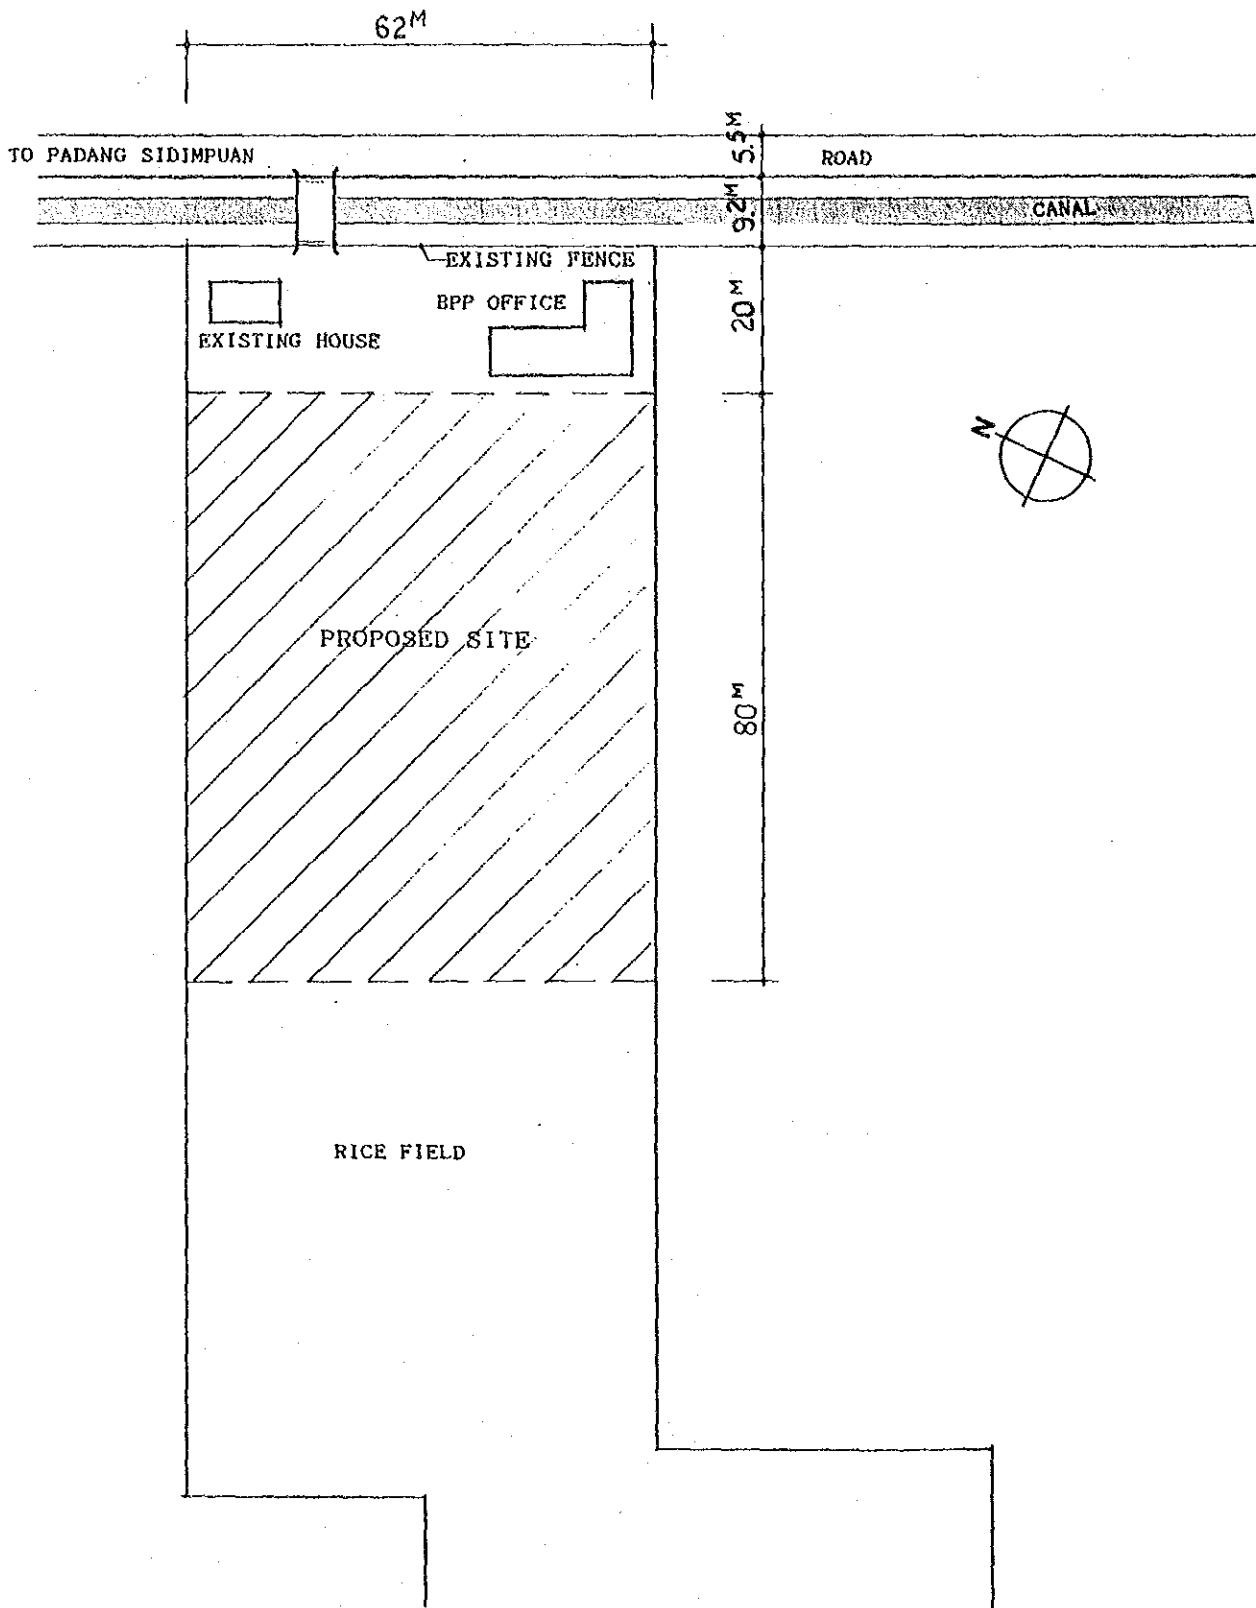 62M
5.5M
TO PADANG SIDIMPUAN
ROAD
9.2M
CANAL
EXISTING FENCE
BPP OFFICE
20M
EXISTING HOUSE
N
PROPOSED SITE
80M
RICE FIELD